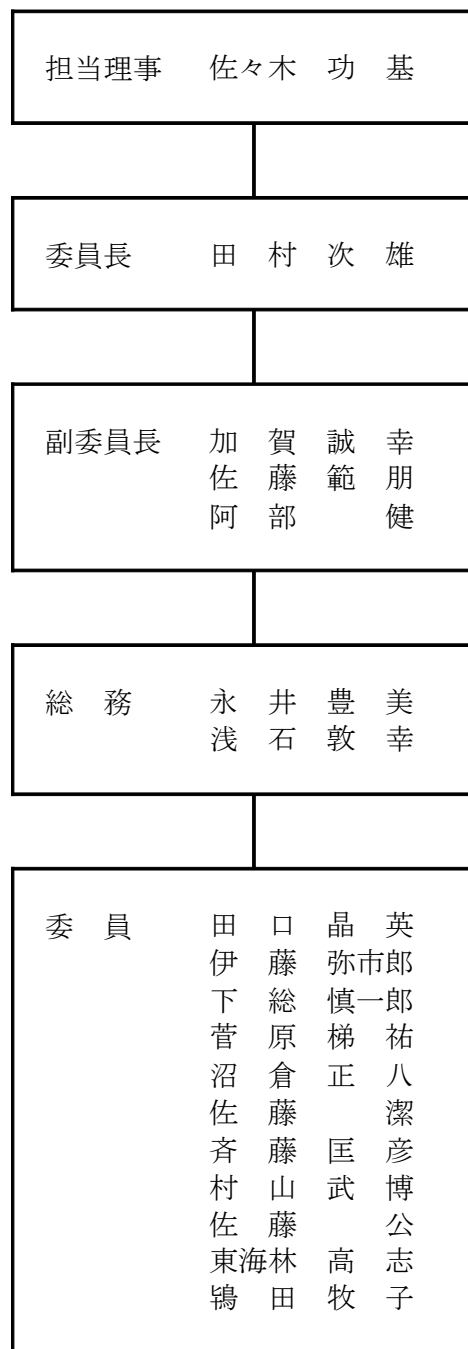 担当理事 佐々木 功 基
委員長 田 村 次 雄
副委員長 加 賀 誠 幸
佐 藤 範 朋
阿 部 健
総 務 永 井 豊 美
浅 石 敦 幸
委 員 田 口 晶 英
伊 藤 弥市郎
下 総 慎一郎
菅 原 梯 祐
沼 倉 正 八
佐 藤 潔
斉 藤 匡 彦
村 山 武 博
佐 藤 公
東海林 高 志
鴇 田 牧 子